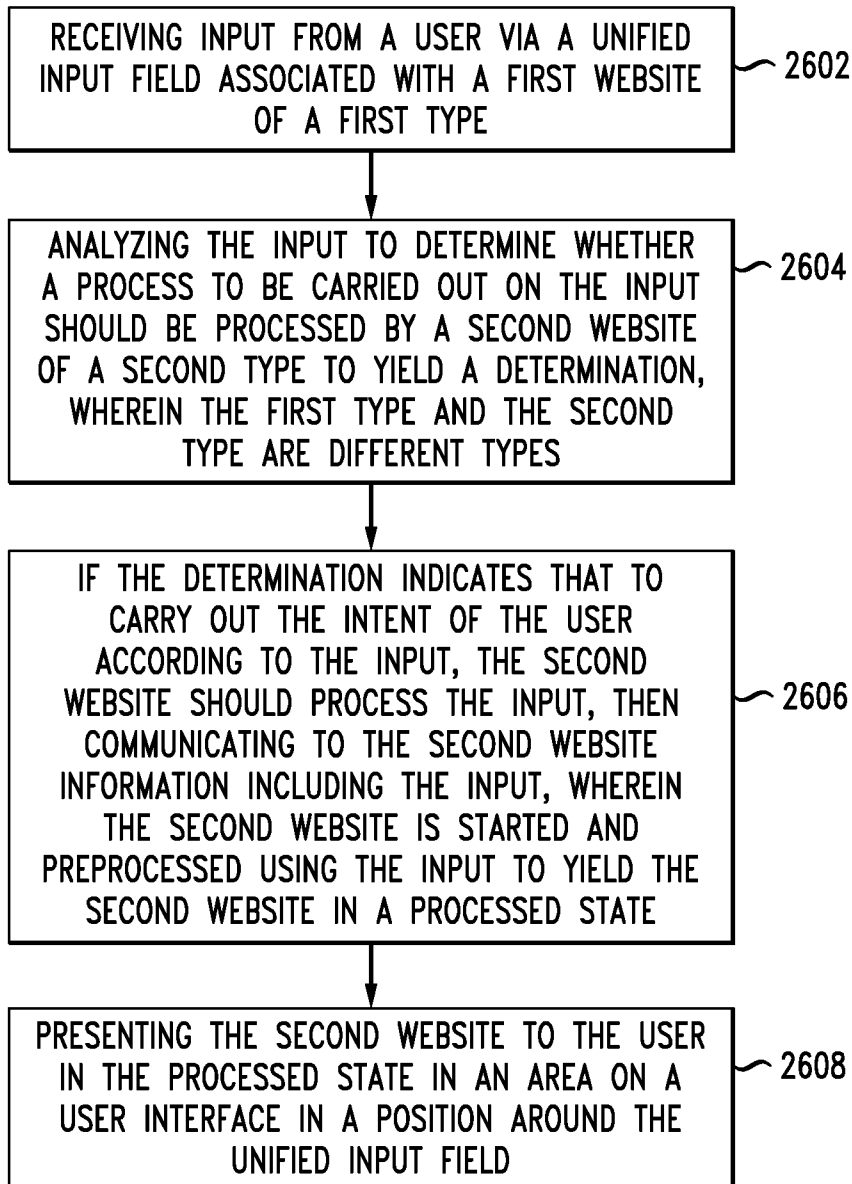 RECEIVING INPUT FROM A USER VIA A UNIFIED
INPUT FIELD ASSOCIATED WITH A FIRST WEBSITE
OF A FIRST TYPE
2602
ANALYZING THE INPUT TO DETERMINE WHETHER
A PROCESS TO BE CARRIED OUT ON THE INPUT
SHOULD BE PROCESSED BY A SECOND WEBSITE
OF A SECOND TYPE TO YIELD A DETERMINATION,
WHEREIN THE FIRST TYPE AND THE SECOND
TYPE ARE DIFFERENT TYPES
2604
IF THE DETERMINATION INDICATES THAT TO
CARRY OUT THE INTENT OF THE USER
ACCORDING TO THE INPUT, THE SECOND
WEBSITE SHOULD PROCESS THE INPUT, THEN
COMMUNICATING TO THE SECOND WEBSITE
INFORMATION INCLUDING THE INPUT, WHEREIN
THE SECOND WEBSITE IS STARTED AND
PREPROCESSED USING THE INPUT TO YIELD THE
SECOND WEBSITE IN A PROCESSED STATE
2606
PRESENTING THE SECOND WEBSITE TO THE USER
IN THE PROCESSED STATE IN AN AREA ON A
USER INTERFACE IN A POSITION AROUND THE
UNIFIED INPUT FIELD
2608